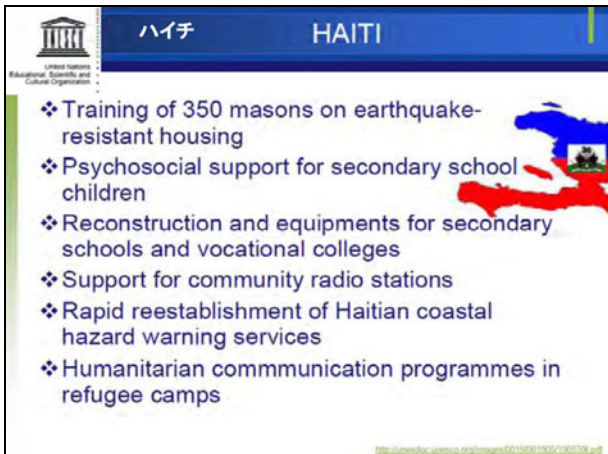 ハイチ HAITI
United Nations
Educational, Scientific and
Cultural Organization
❖Training of 350 masons on earthquake-
resistant housing
❖Psychosocial support for secondary school
children
❖Reconstruction and equipments for secondary
schools and vocational colleges
❖Support for community radio stations
❖Rapid reestablishment of Haitian coastal
hazard warning services
❖Humanitarian commmunication programmes in
refugee camps